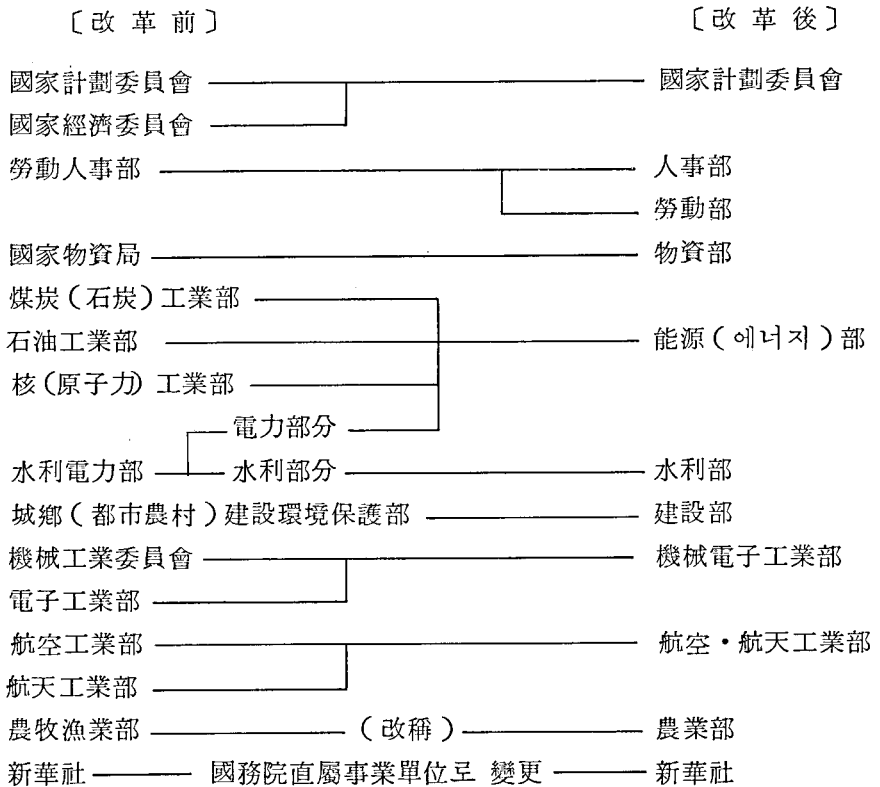 〔改 革 前〕 〔改 革 後〕
國家計劃委員會 國家計劃委員會
國家經濟委員會
勞動人事部 人事部
勞動部
國家物資局 物資部
煤炭(石炭)工業部
石油工業部 能源(에너지)部
核(原子力) 工業部
電力部分
水利電力部 水利部分 水利部
城鄕(都市農村)建設環境保護部 建設部
機械工業委員會 機械電子工業部
電子工業部
航空工業部 航空・航天工業部
航天工業部
農牧漁業部 (改稱) 農業部
新華社 國務院直屬事業單位로 變更 新華社